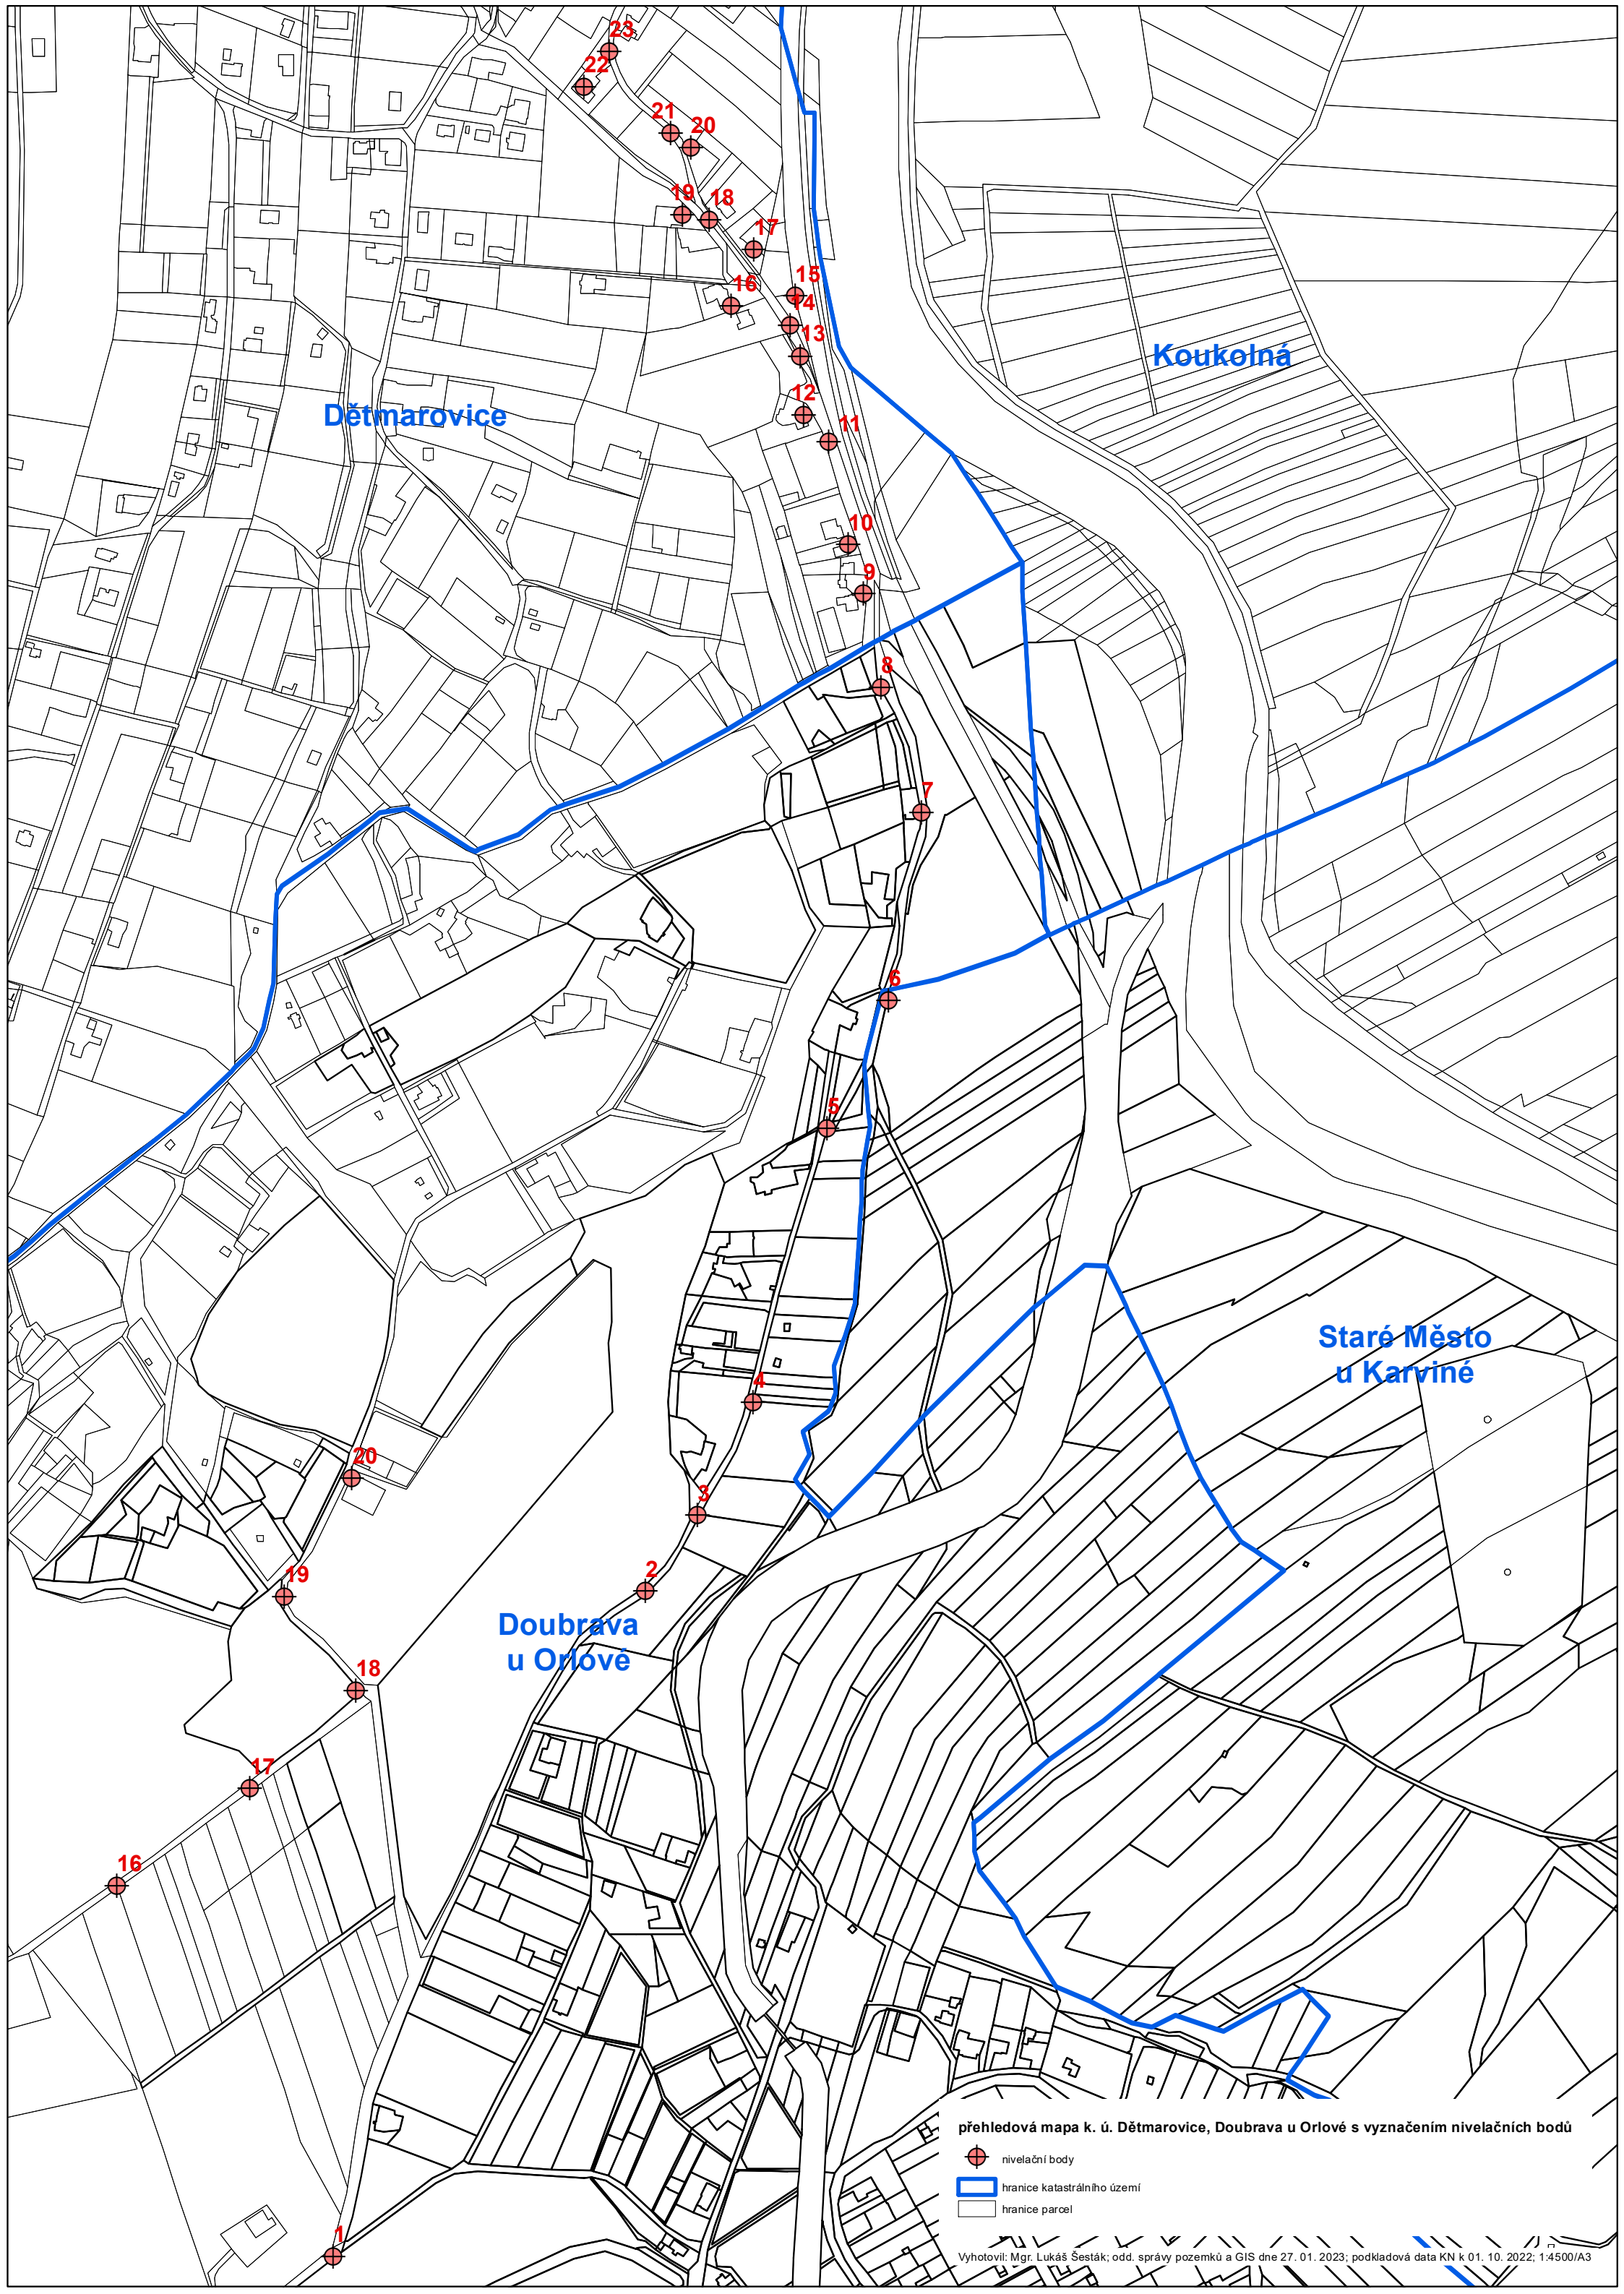 23
22
21
20
19
18
17
15
16
14
13
12
11
10
9
8
7
6
5
4
3
2
20
19
18
17
16
1
Koukolná
Dětmarovice
Staré Město
u Karviné
Doubrava
u Orlové
přehledová mapa k. ú. Dětmarovice, Doubrava u Orlové s vyznačením nivelačních bodů
nivelační body
hranice katastrálního území
hranice parcel
Vyhotovil: Mgr. Lukáš Šesták; odd. správy pozemků a GIS dne 27. 01. 2023; podkladová data KN k 01. 10. 2022; 1:4500/A3